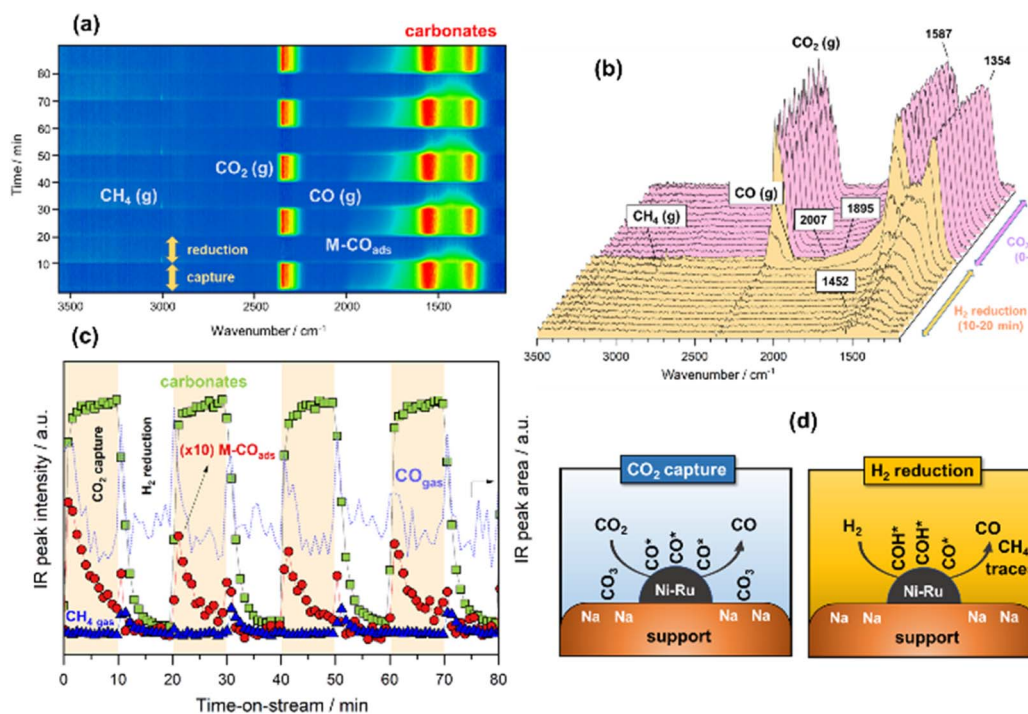 (a)
carbonates
90
80
70
60
50
40
30
20
10
Time / min
CO₂ (g)
CH₄ (g)
CO (g)
M-COads
reduction
capture
3500 3000 2500 2000 1500
Wavenumber / cm⁻¹
(b)
CO₂ (g)
1587
1354
CO (g)
CH₄ (g)
2007
1895
1452
CO₂
(0-
H₂ reduction
(10-20 min)
3500 3000 2500 2000 1500
Wavenumber / cm⁻¹
(c)
carbonates
(x10) M-COads
COgas
CO₂ capture
H₂ reduction
CH₄ gas
IR peak intensity / a.u.
IR peak area / a.u.
0 10 20 30 40 50 60 70 80
Time-on-stream / min
(d)
CO₂ capture
CO₂
CO
CO*
CO*
CO*
CO₃
CO₃
Ni-Ru
Na Na Na Na
support
H₂ reduction
H₂
COH*
COH*
CO*
CO
CH₄
trace
Ni-Ru
Na Na Na Na
support